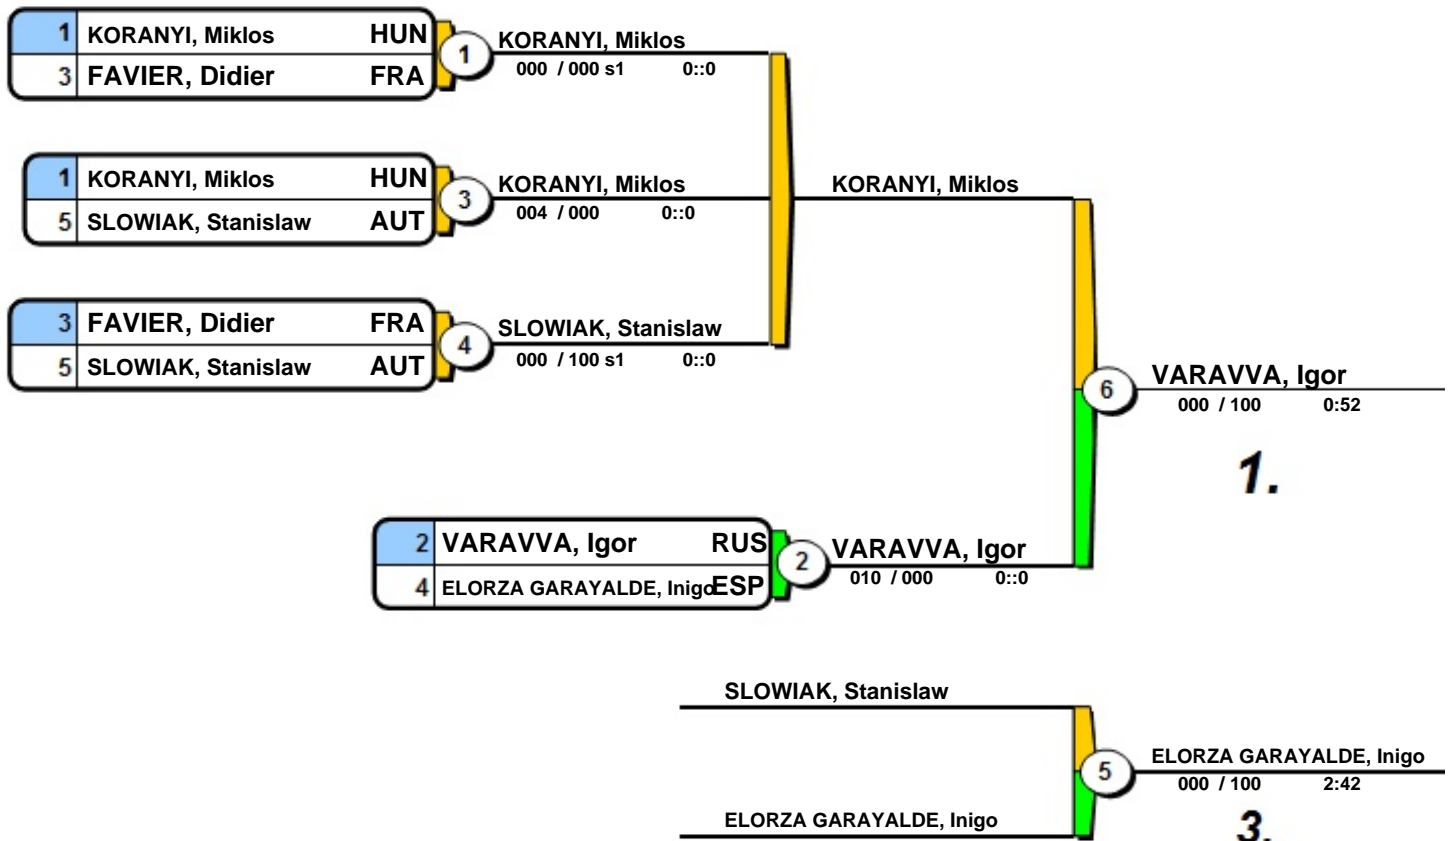 1 KORANYI, Miklos HUN
3 FAVIER, Didier FRA
1
KORANYI, Miklos
000 / 000 s1 0::0
1 KORANYI, Miklos HUN
5 SLOWIAK, Stanislaw AUT
3
KORANYI, Miklos
004 / 000 0::0
KORANYI, Miklos
3 FAVIER, Didier FRA
5 SLOWIAK, Stanislaw AUT
4
SLOWIAK, Stanislaw
000 / 100 s1 0::0
6
VARAVVA, Igor
000 / 100 0:52
1.
2 VARAVVA, Igor RUS
4 ELORZA GARAYALDE, Inigo ESP
2
VARAVVA, Igor
010 / 000 0::0
SLOWIAK, Stanislaw
5
ELORZA GARAYALDE, Inigo
000 / 100 2:42
ELORZA GARAYALDE, Inigo
3.